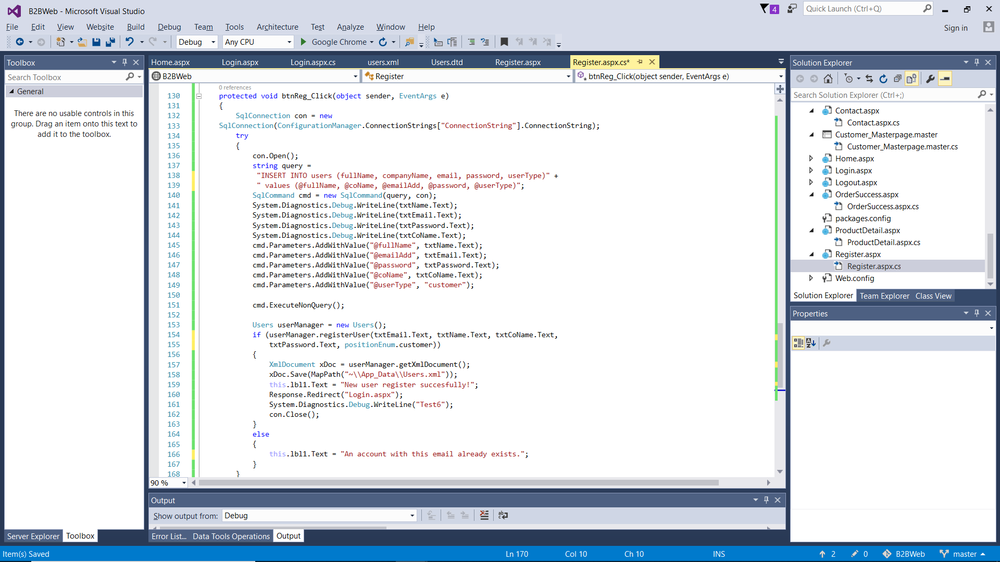 B2BWeb - Microsoft Visual Studio
4
Quick Launch (Ctrl+Q)
File Edit View Website Build Debug Team Tools Architecture Test Analyze Window Help
Sign in
Debug Any CPU Google Chrome
Toolbox
Search Toolbox
General
There are no usable controls in this
group. Drag an item onto this text to
add it to the toolbox.
Server Explorer Toolbox
Home.aspx Login.aspx Login.aspx.cs users.xml Users.dtd Register.aspx Register.aspx.cs*
B2BWeb Register btnReg_Click(object sender, EventArgs e)
0 references
130 protected void btnReg_Click(object sender, EventArgs e)
131 {
132 SqlConnection con = new
133 SqlConnection(ConfigurationManager.ConnectionStrings["ConnectionString"].ConnectionString);
134 try
135 {
136 con.Open();
137 string query =
138 "INSERT INTO users (fullName, companyName, email, password, userType)" +
139 " values (@fullName, @coName, @emailAdd, @password, @userType)";
140 SqlCommand cmd = new SqlCommand(query, con);
141 System.Diagnostics.Debug.WriteLine(txtName.Text);
142 System.Diagnostics.Debug.WriteLine(txtEmail.Text);
143 System.Diagnostics.Debug.WriteLine(txtPassword.Text);
144 System.Diagnostics.Debug.WriteLine(txtCoName.Text);
145 cmd.Parameters.AddWithValue("@fullName", txtName.Text);
146 cmd.Parameters.AddWithValue("@emailAdd", txtEmail.Text);
147 cmd.Parameters.AddWithValue("@password", txtPassword.Text);
148 cmd.Parameters.AddWithValue("@coName", txtCoName.Text);
149 cmd.Parameters.AddWithValue("@userType", "customer");
150
151 cmd.ExecuteNonQuery();
152
153 Users userManager = new Users();
154 if (userManager.registerUser(txtEmail.Text, txtName.Text, txtCoName.Text,
155 txtPassword.Text, positionEnum.customer))
156 {
157 XmlDocument xDoc = userManager.getXmlDocument();
158 xDoc.Save(MapPath("~\\App_Data\\Users.xml"));
159 this.lbl1.Text = "New user register succesfully!";
160 Response.Redirect("Login.aspx");
161 System.Diagnostics.Debug.WriteLine("Test6");
162 con.Close();
163 }
164 else
165 {
166 this.lbl1.Text = "An account with this email already exists.";
167 }
168 }
90 %
Output
Show output from: Debug
Error List... Data Tools Operations Output
Solution Explorer
Search Solution Explorer (Ctrl+;)
Contact.aspx
Contact.aspx.cs
Customer_Masterpage.master
Customer_Masterpage.master.cs
Home.aspx
Login.aspx
Logout.aspx
OrderSuccess.aspx
OrderSuccess.aspx.cs
packages.config
ProductDetail.aspx
ProductDetail.aspx.cs
Register.aspx
Register.aspx.cs
Web.config
Solution Explorer Team Explorer Class View
Properties
Item(s) Saved Ln 170 Col 10 Ch 10 INS 2 0 B2BWeb master